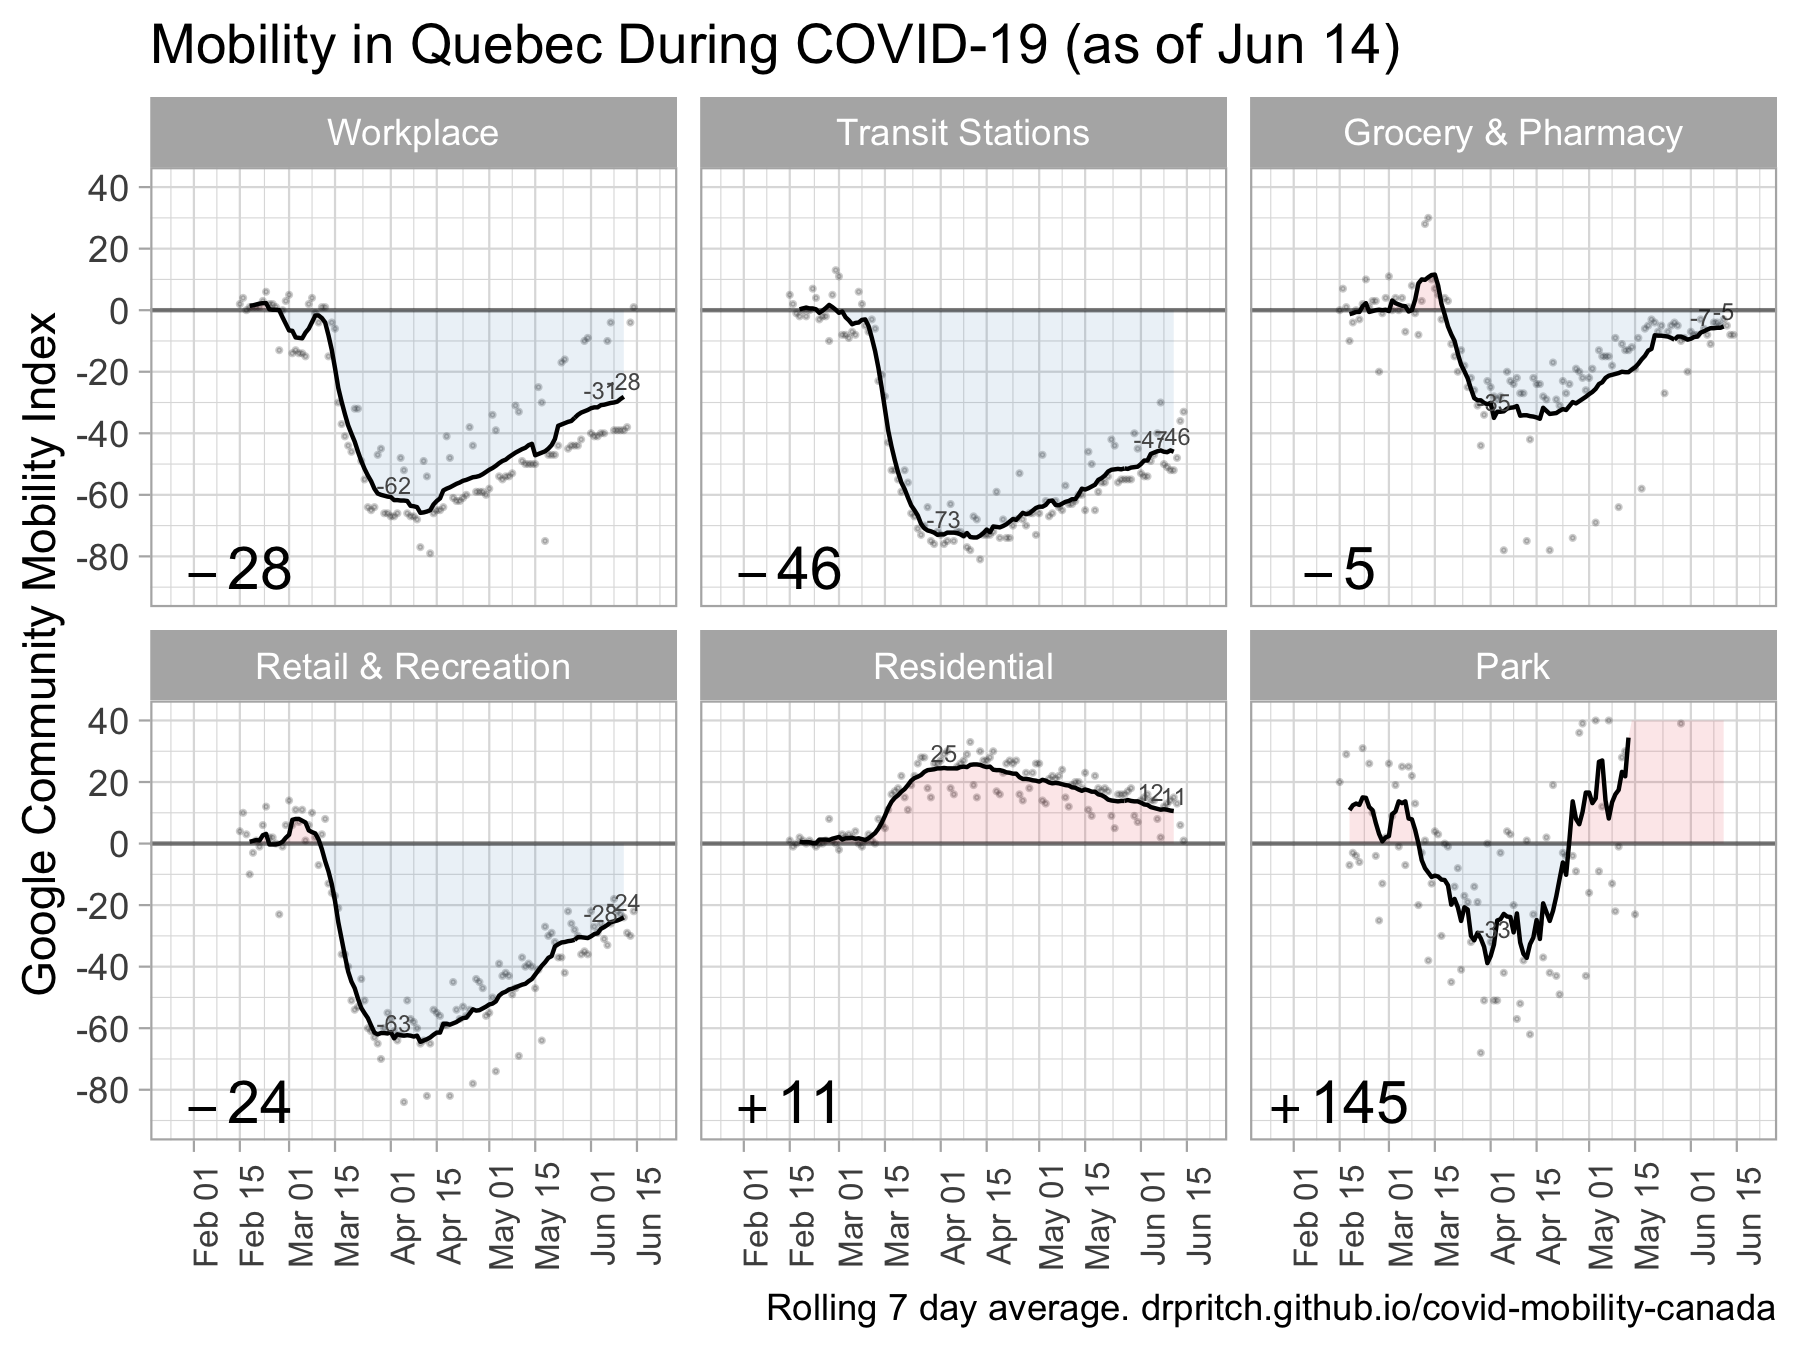 Mobility in Quebec During COVID-19 (as of Jun 14)
Google Community Mobility Index
Workplace
Transit Stations
Grocery & Pharmacy
40
20
0
-20
-40
-60
-80
-62
-31
-28
−28
-73
-47
-46
−46
-35
-7
-5
−5
Retail & Recreation
Residential
Park
40
20
0
-20
-40
-60
-80
-63
-28
-24
−24
25
12
11
+11
-33
+145
Feb 01
Feb 15
Mar 01
Mar 15
Apr 01
Apr 15
May 01
May 15
Jun 01
Jun 15
Feb 01
Feb 15
Mar 01
Mar 15
Apr 01
Apr 15
May 01
May 15
Jun 01
Jun 15
Feb 01
Feb 15
Mar 01
Mar 15
Apr 01
Apr 15
May 01
May 15
Jun 01
Jun 15
Rolling 7 day average. drpritch.github.io/covid-mobility-canada